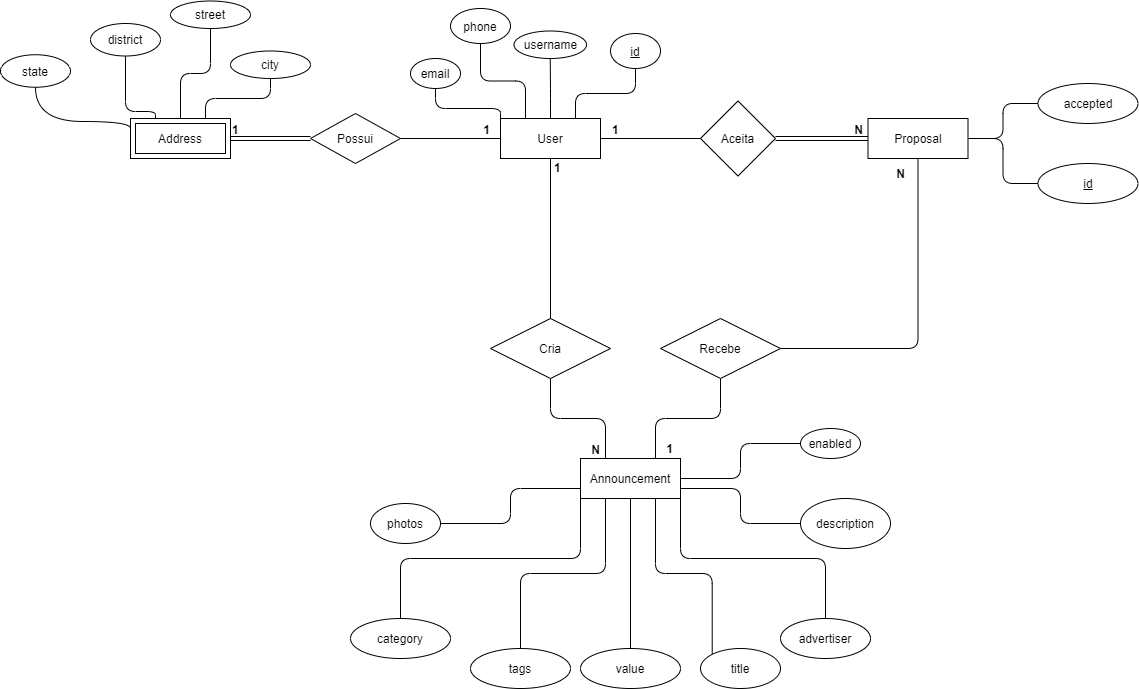 street
phone
district
username
id
state
city
email
accepted
Address
1
Possui
1
User
1
Aceita
N
Proposal
1
N
id
Cria
Recebe
N
1
enabled
Announcement
photos
description
category
advertiser
tags
value
title